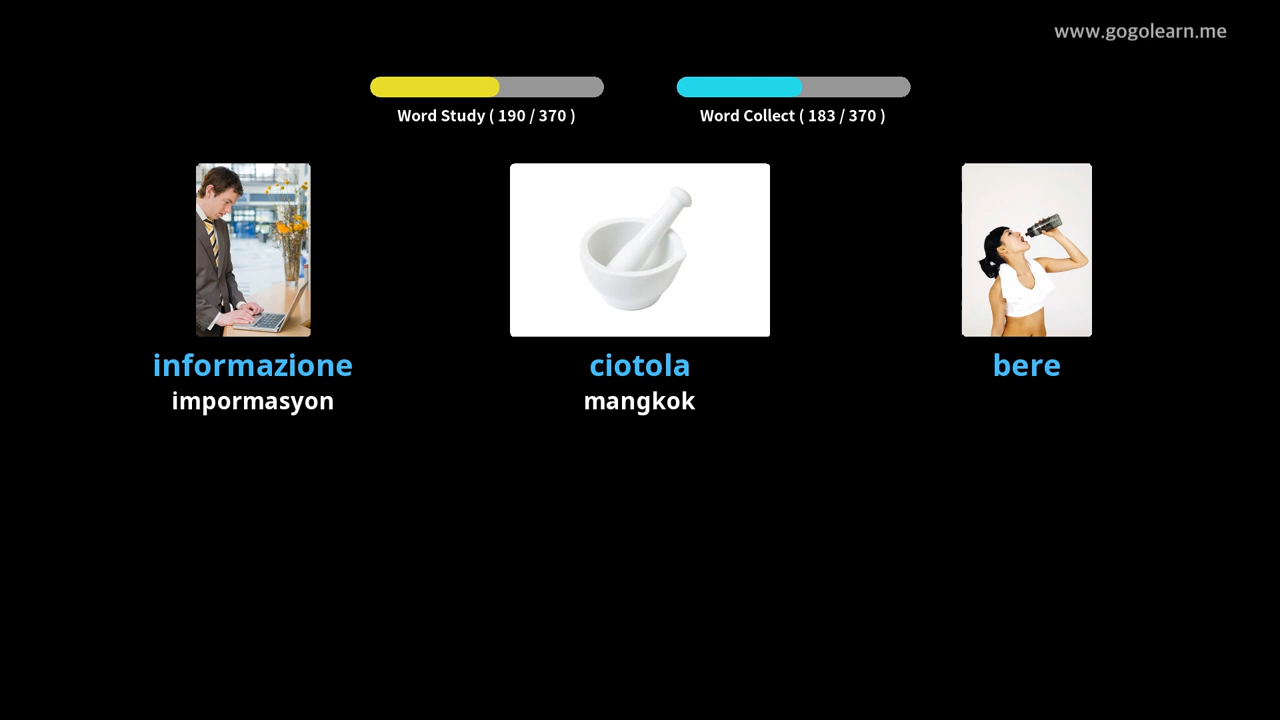 www.gogolearn.me
Word Study ( 190 / 370 )
Word Collect ( 183 / 370 )
informazione
impormasyon
ciotola
mangkok
bere